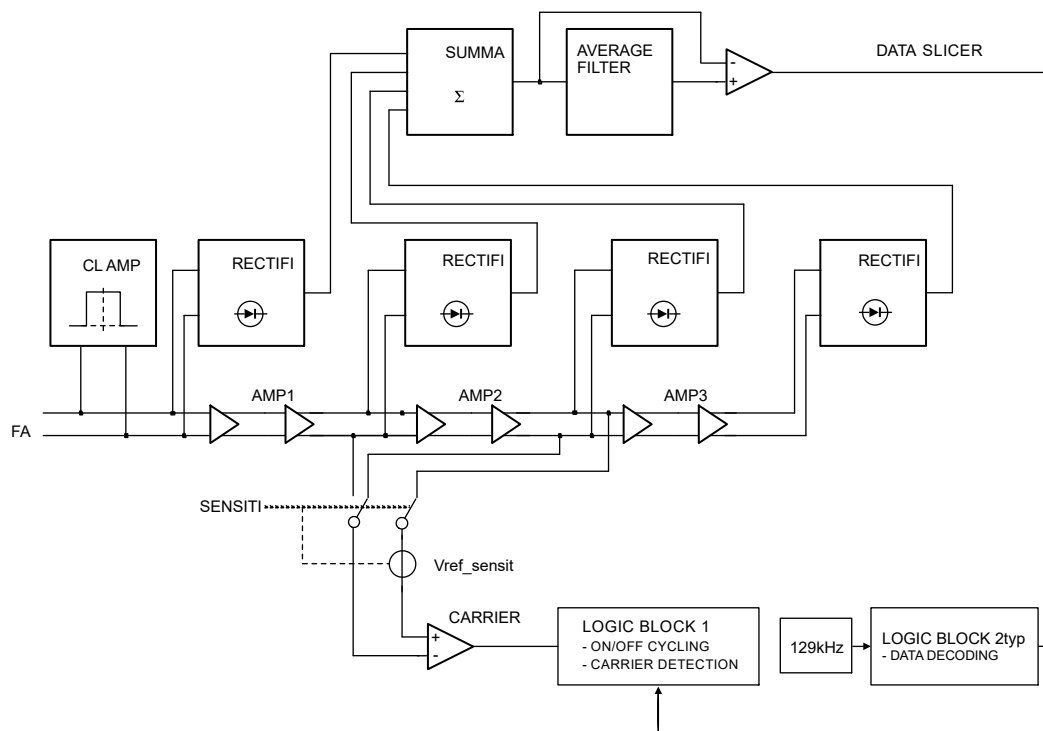 SUMMA
Σ
AVERAGE
FILTER
-
+
DATA SLICER
CL AMP
RECTIFI
RECTIFI
RECTIFI
RECTIFI
AMP1
AMP2
AMP3
FA
SENSITI
Vref_sensit
CARRIER
+
-
LOGIC BLOCK 1
- ON/OFF CYCLING
- CARRIER DETECTION
129kHz
LOGIC BLOCK 2typ
- DATA DECODING